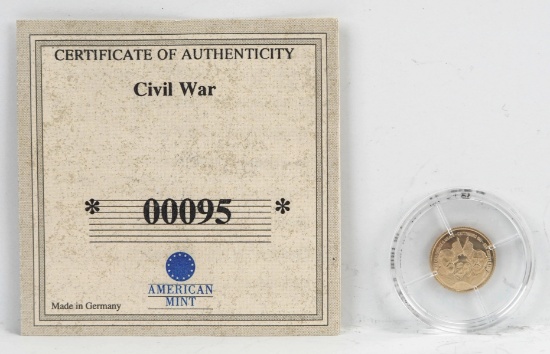 CERTIFICATE OF AUTHENTICITY
Civil War
* 00095 *
AMERICAN
MINT
Made in Germany